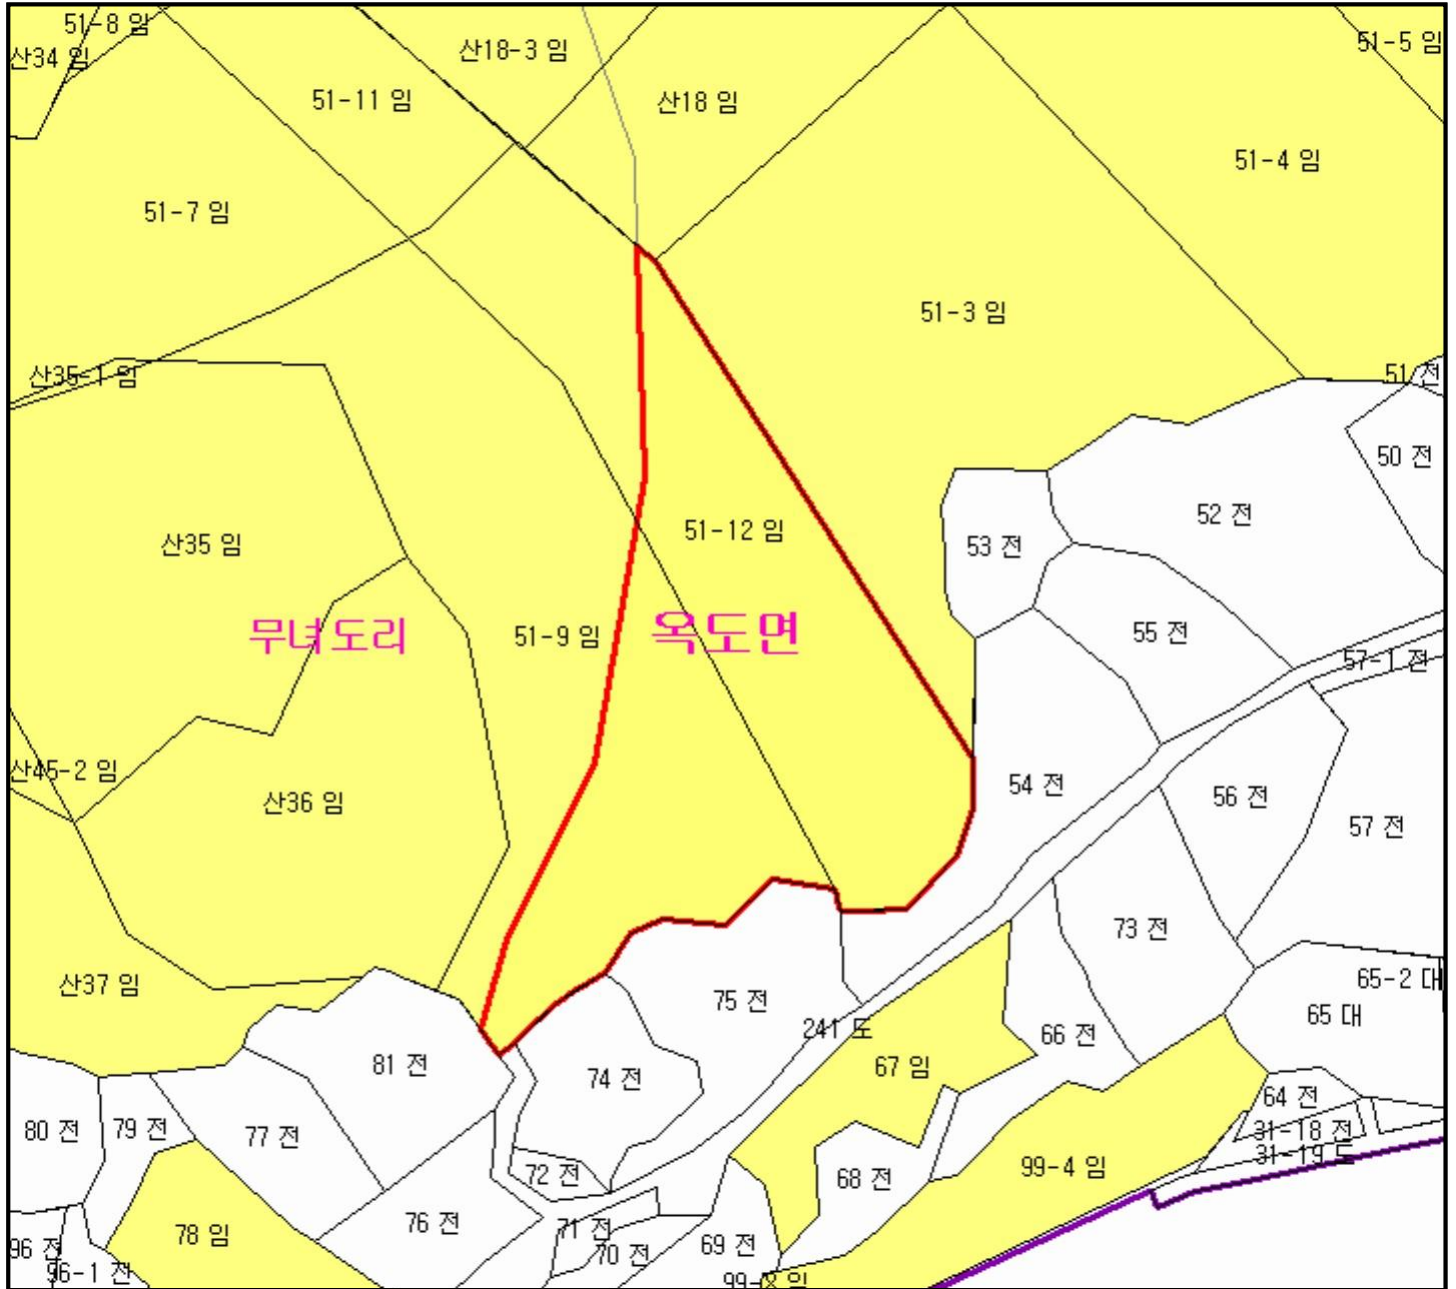 51-8 임
산34 임
산18-3 임
51-5 임
51-11 임
산18 임
51-4 임
51-7 임
51-3 임
산35-1 임
51 전
50 전
52 전
51-12 임
산35 임
53 전
무녀도리
51-9 임
옥도면
55 전
57-1 전
산45-2 임
산36 임
54 전
56 전
57 전
73 전
산37 임
65-2 대
75 전
65 대
241 도
66 전
67 임
81 전
74 전
64 전
80 전
79 전
77 전
31-18 전
31-19 도
99-4 임
72 전
68 전
76 전
71 전
78 임
69 전
96 전
70 전
96-1 전